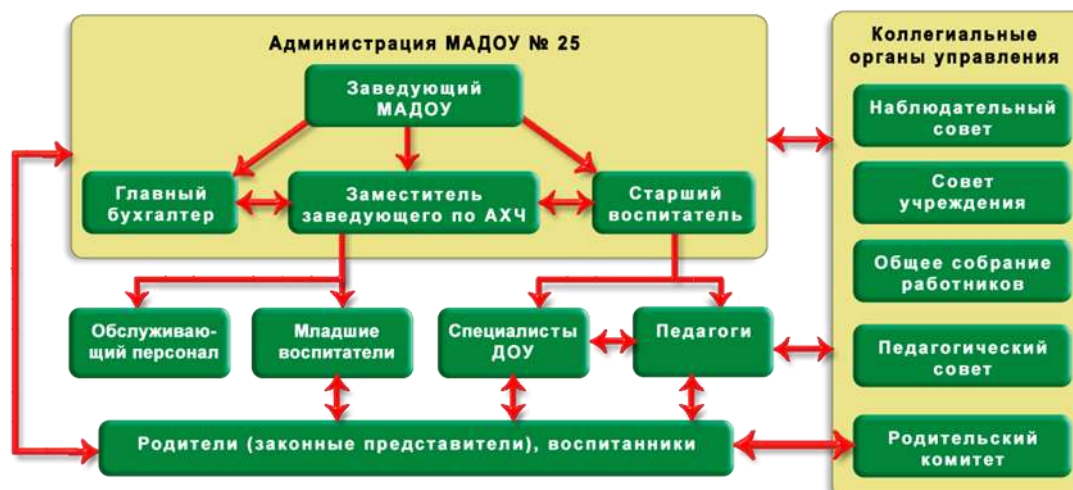 Администрация МАДОУ № 25
Заведующий
МАДОУ
Главный
бухгалтер
Заместитель
заведующего по АХЧ
Старший
воспитатель
Обслуживаю-
щий персонал
Младшие
воспитатели
Специалисты
ДОУ
Педагоги
Родители (законные представители), воспитанники
Коллегиальные
органы управления
Наблюдательный
совет
Совет
учреждения
Общее собрание
работников
Педагогический
совет
Родительский
комитет